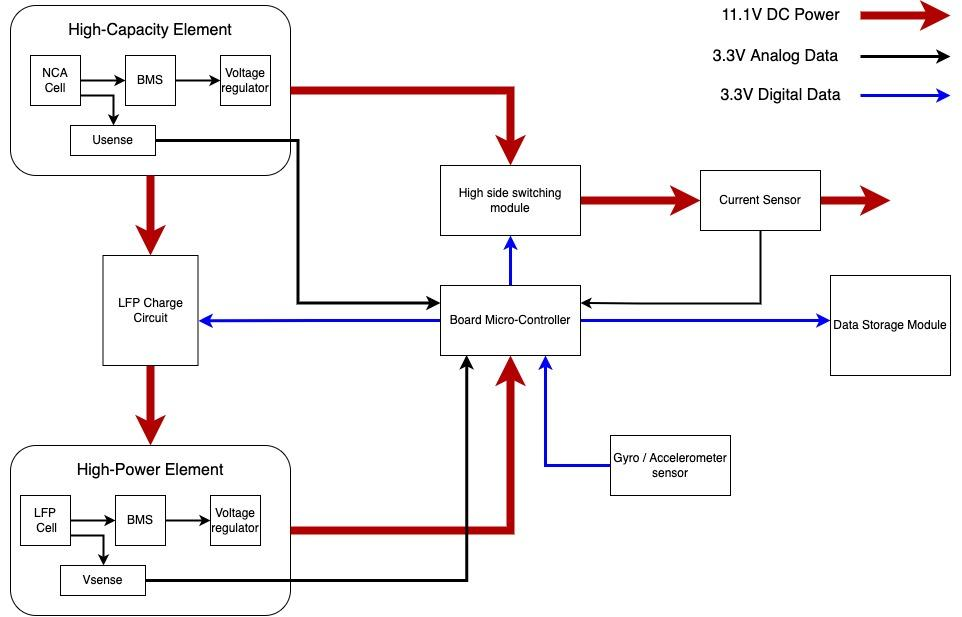 High-Capacity Element
NCA
Cell
BMS
Voltage
regulator
Usense
11.1V DC Power
3.3V Analog Data
3.3V Digital Data
High side switching
module
Current Sensor
LFP Charge
Circuit
Board Micro-Controller
Data Storage Module
Gyro / Accelerometer
sensor
High-Power Element
LFP
Cell
BMS
Voltage
regulator
Vsense